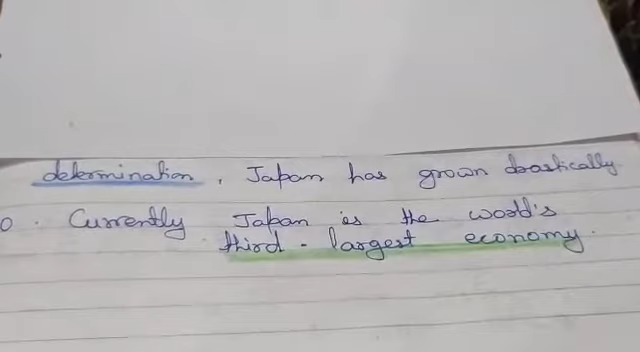 determination, Japan has grown drastically
o. Currently Japan is the world's
third-largest economy.